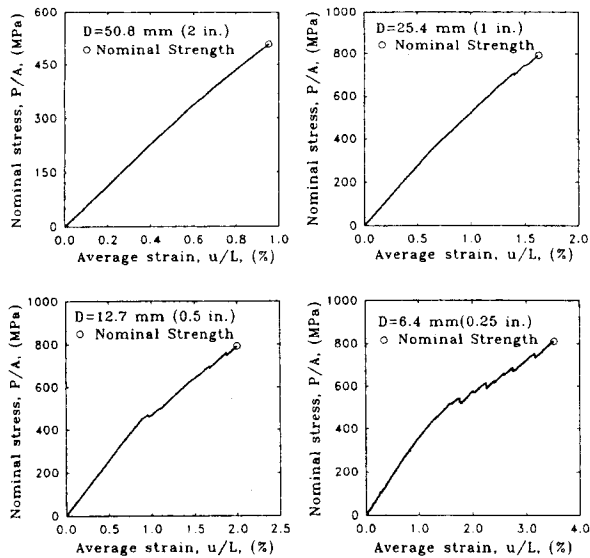 600
450
300
150
0
Nominal stress, P/A, (MPa)
D=50.8 mm (2 in.)
○ Nominal Strength
0.0 0.2 0.4 0.6 0.8 1.0
Average strain, u/L, (%)
1000
800
600
400
200
0
Nominal stress, P/A, (MPa)
D=25.4 mm (1 in.)
○ Nominal Strength
0.0 0.5 1.0 1.5 2.0
Average strain, u/L, (%)
1000
800
600
400
200
0
Nominal stress, P/A, (MPa)
D=12.7 mm (0.5 in.)
○ Nominal Strength
0.0 0.5 1.0 1.5 2.0 2.5
Average strain, u/L, (%)
1000
800
600
400
200
0
Nominal stress, P/A, (MPa)
D=6.4 mm(0.25 in.)
○ Nominal Strength
0.0 1.0 2.0 3.0 4.0
Average strain, u/L, (%)